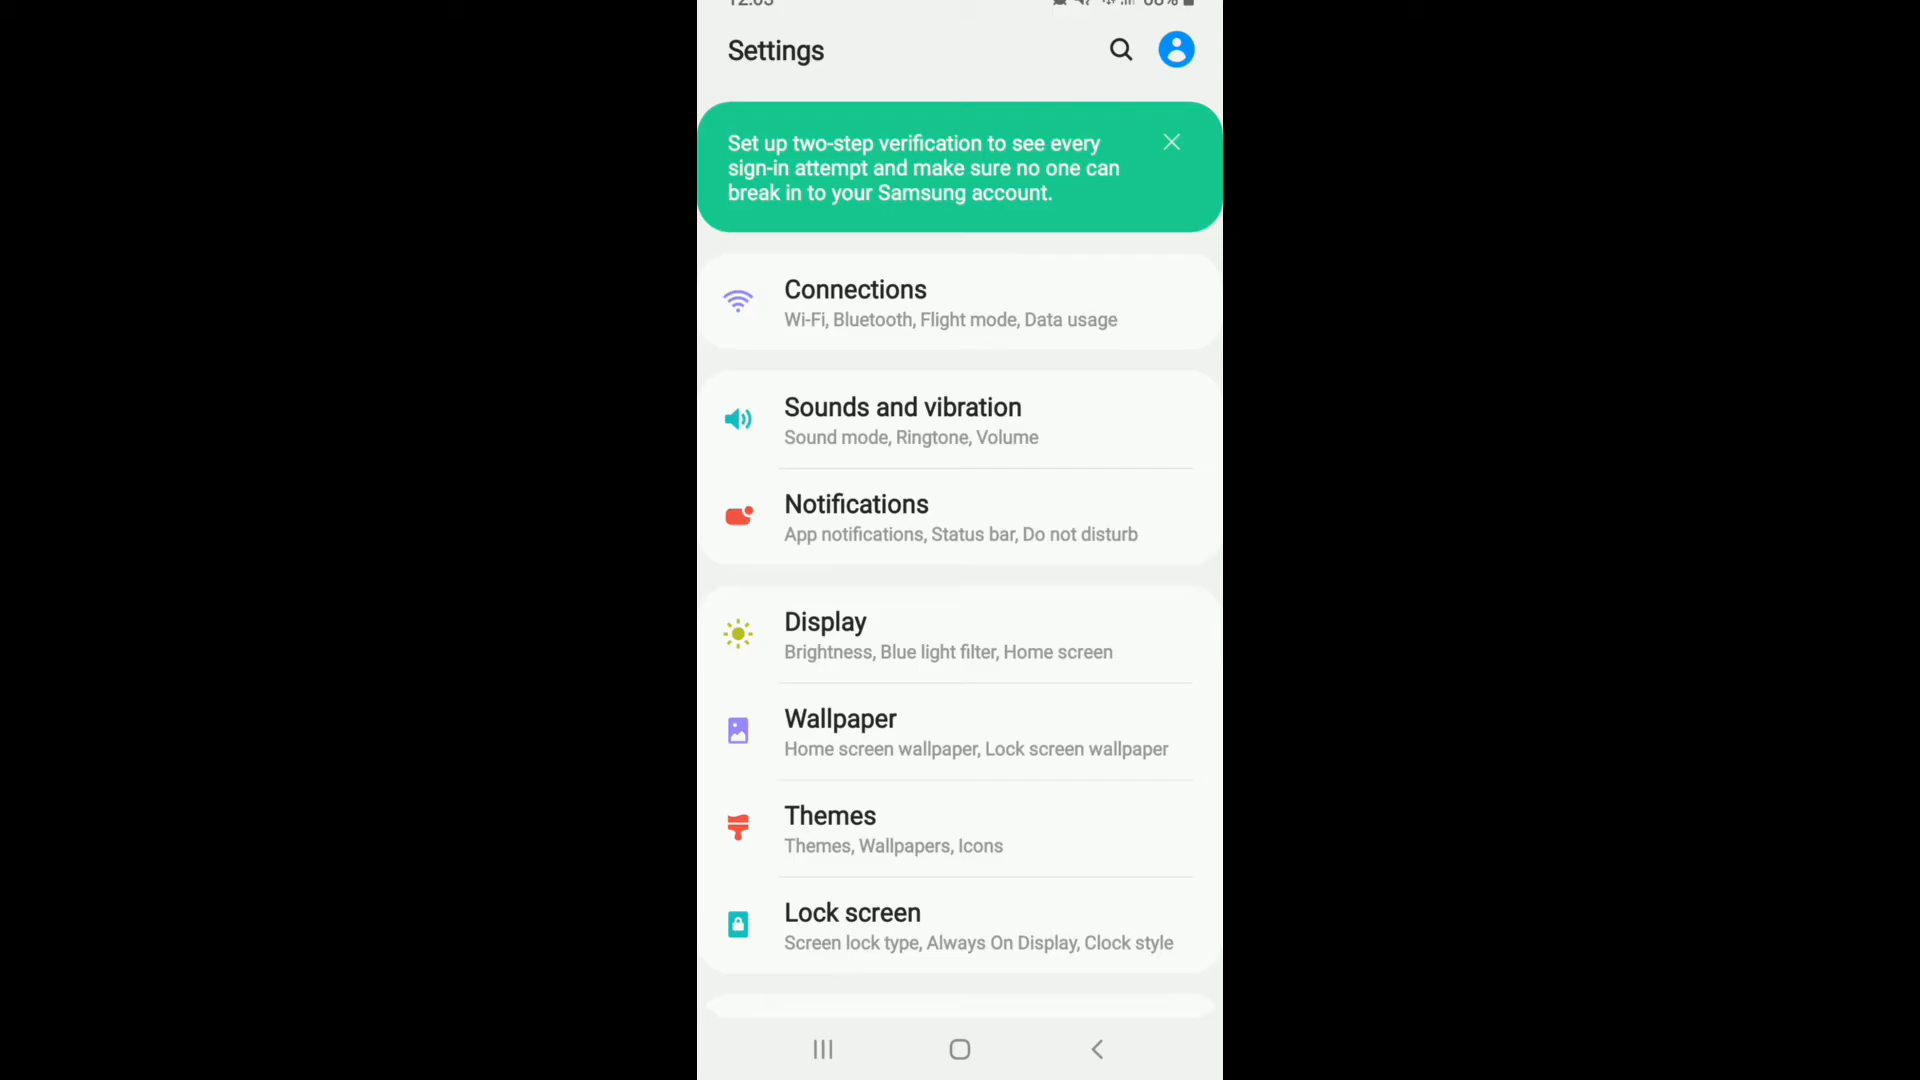 Settings
Set up two-step verification to see every
sign-in attempt and make sure no one can
break in to your Samsung account.
Connections
Wi-Fi, Bluetooth, Flight mode, Data usage
Sounds and vibration
Sound mode, Ringtone, Volume
Notifications
App notifications, Status bar, Do not disturb
Display
Brightness, Blue light filter, Home screen
Wallpaper
Home screen wallpaper, Lock screen wallpaper
Themes
Themes, Wallpapers, Icons
Lock screen
Screen lock type, Always On Display, Clock style